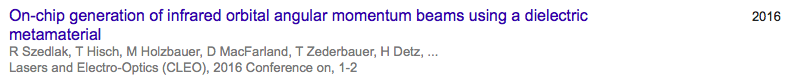 On-chip generation of infrared orbital angular momentum beams using a dielectric 2016
metamaterial
R Szedlak, T Hisch, M Holzbauer, D MacFarland, T Zederbauer, H Detz, ...
Lasers and Electro-Optics (CLEO), 2016 Conference on, 1-2